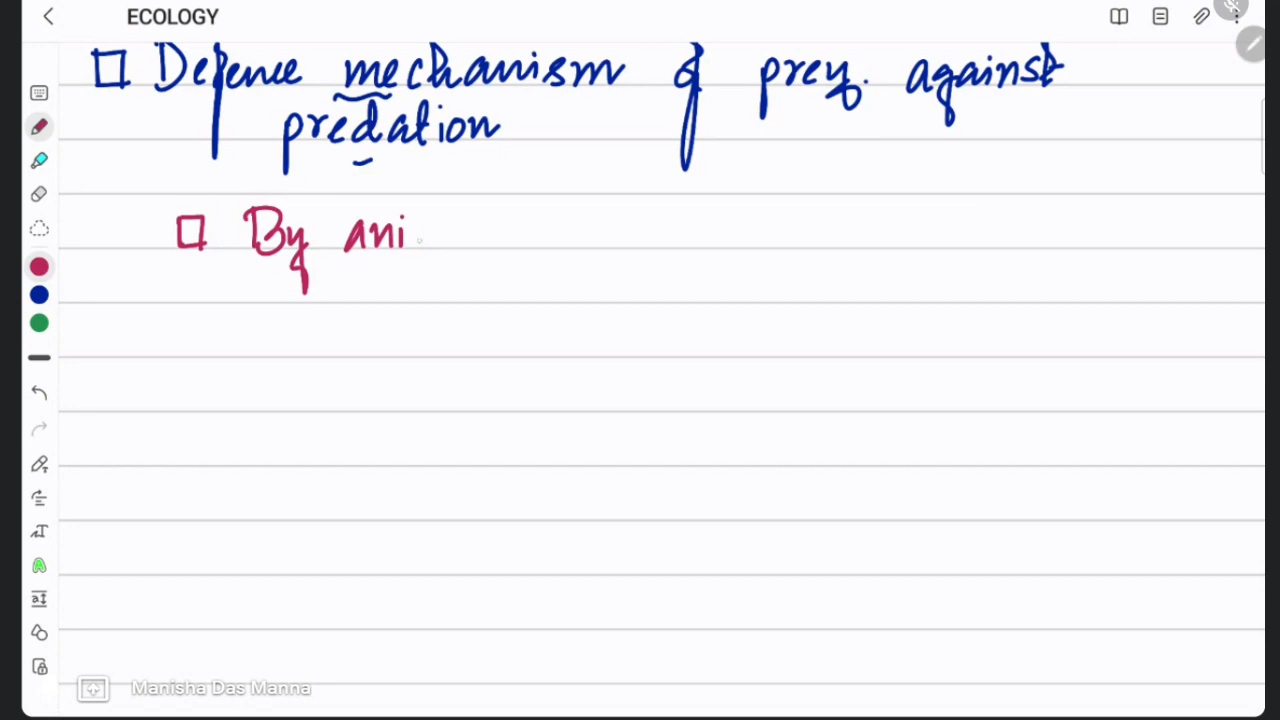 ECOLOGY
Defence mechanism of prey. against
predation
By ani
Manisha Das Manna